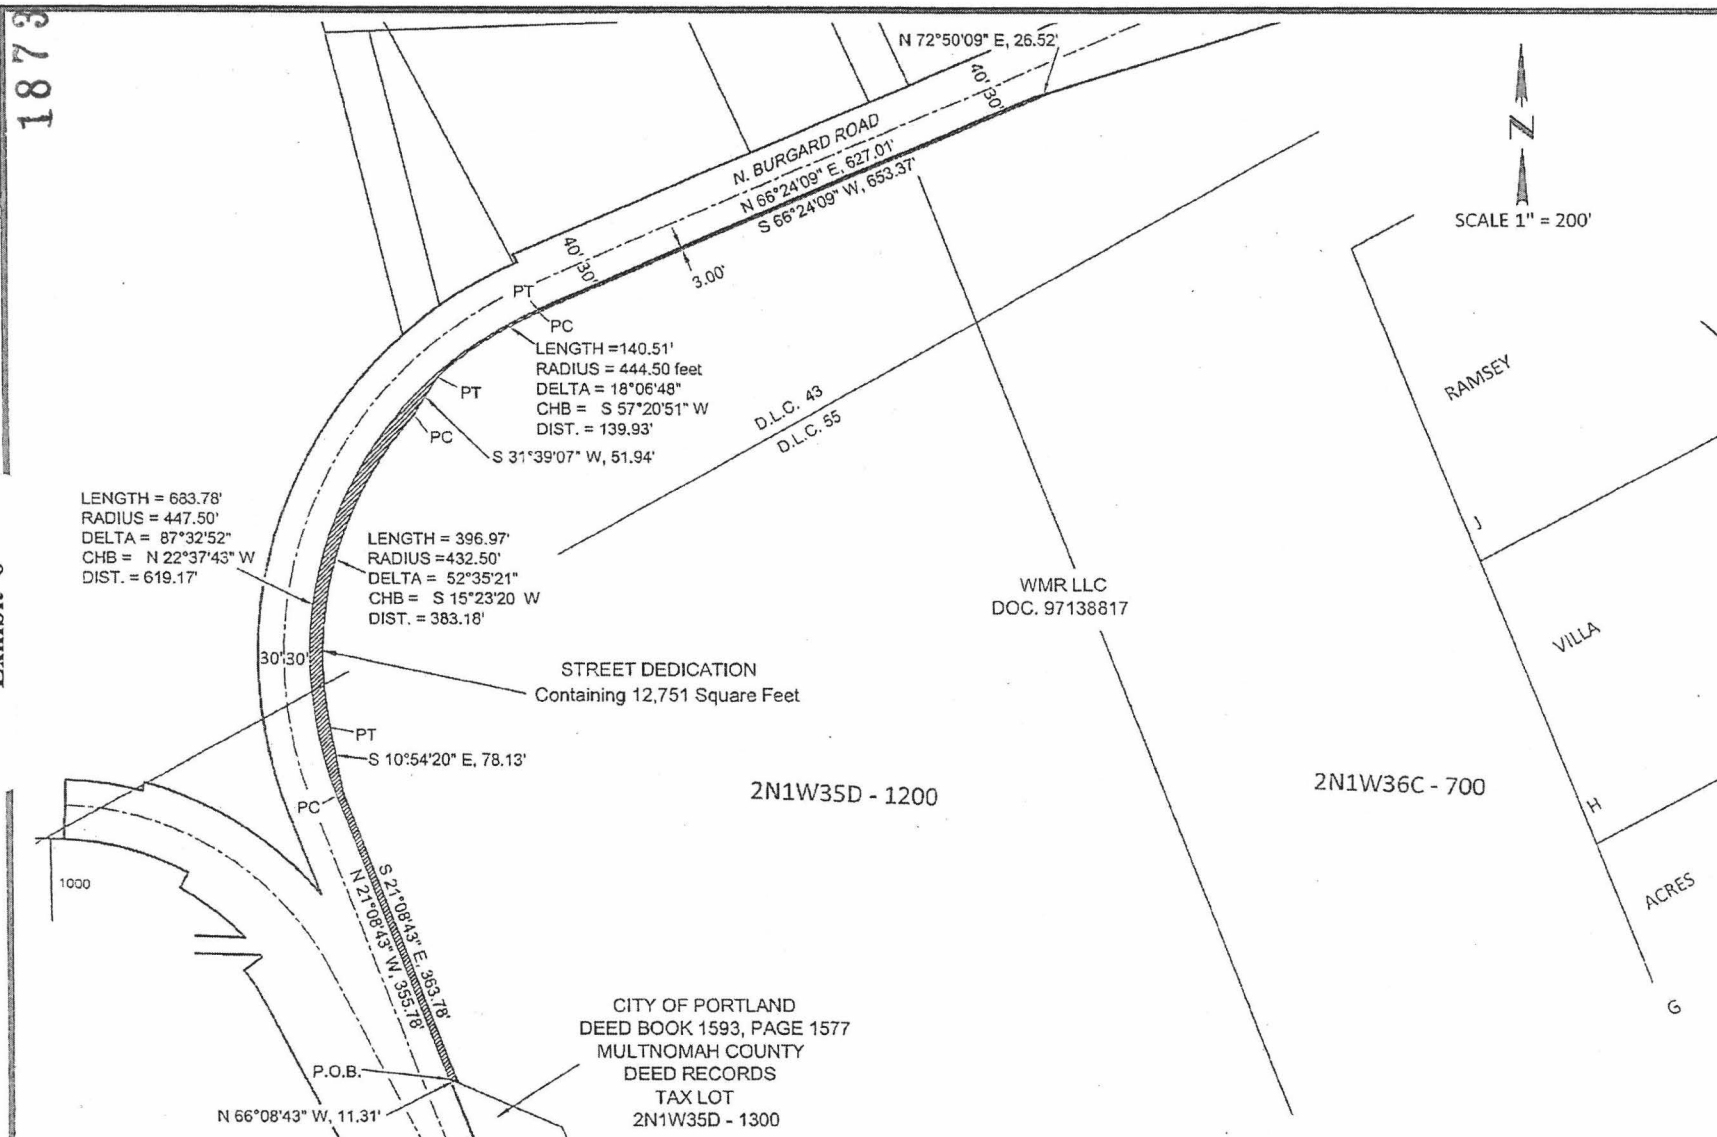 1873
N 72°50'09" E, 26.52'
40'
30'
N
SCALE 1" = 200'
N. BURGARD ROAD
N 66°24'09" E, 627.01'
S 66°24'09" W, 653.37'
40'
30'
3.00'
PT
PC
LENGTH =140.51'
RADIUS = 444.50 feet
DELTA = 18°06'48"
CHB = S 57°20'51" W
DIST. = 139.93'
PT
PC
S 31°39'07" W, 51.94'
D.L.C. 43
D.L.C. 55
RAMSEY
J
VILLA
H
ACRES
G
LENGTH = 683.78'
RADIUS = 447.50'
DELTA = 87°32'52"
CHB = N 22°37'43" W
DIST. = 619.17'
LENGTH = 396.97'
RADIUS =432.50'
DELTA = 52°35'21"
CHB = S 15°23'20 W
DIST. = 383.18'
WMR LLC
DOC. 97138817
30'
30'
STREET DEDICATION
Containing 12,751 Square Feet
PT
S 10°54'20" E, 78.13'
PC
2N1W35D - 1200
2N1W36C - 700
1000
S 21°08'43" E, 363.78'
N 21°08'43" W, 355.78'
CITY OF PORTLAND
DEED BOOK 1593, PAGE 1577
MULTNOMAH COUNTY
DEED RECORDS
TAX LOT
2N1W35D - 1300
P.O.B.
N 66°08'43" W, 11.31'